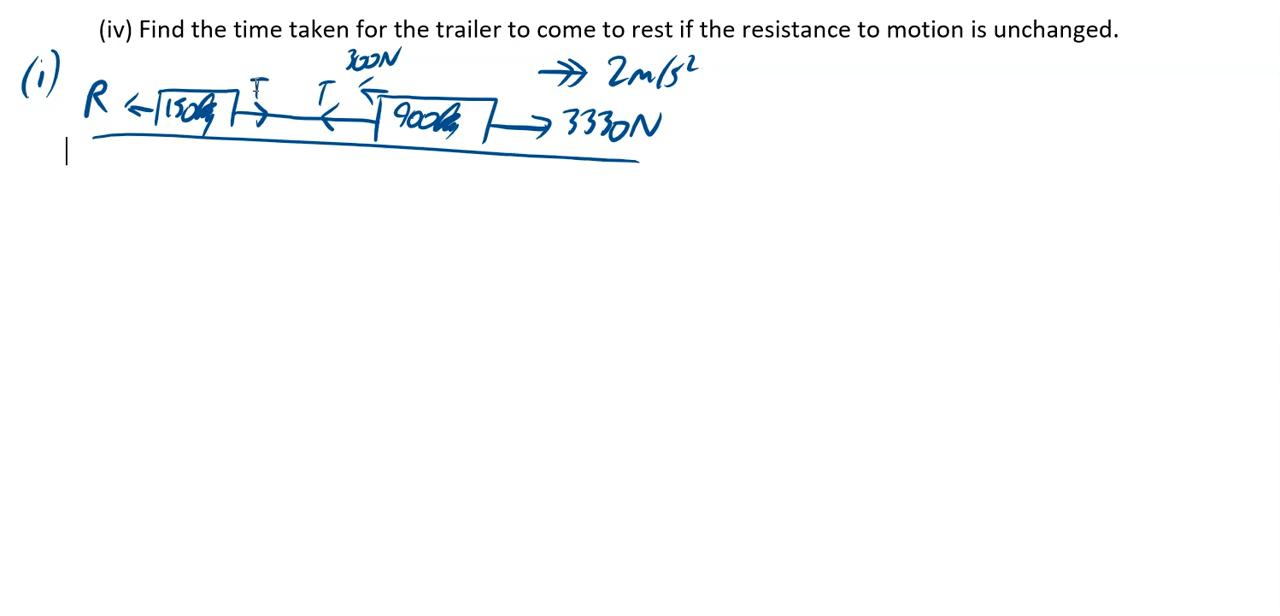 (iv) Find the time taken for the trailer to come to rest if the resistance to motion is unchanged.
(i) 300N 2m/s²
R 150kg T T 900kg 3330N